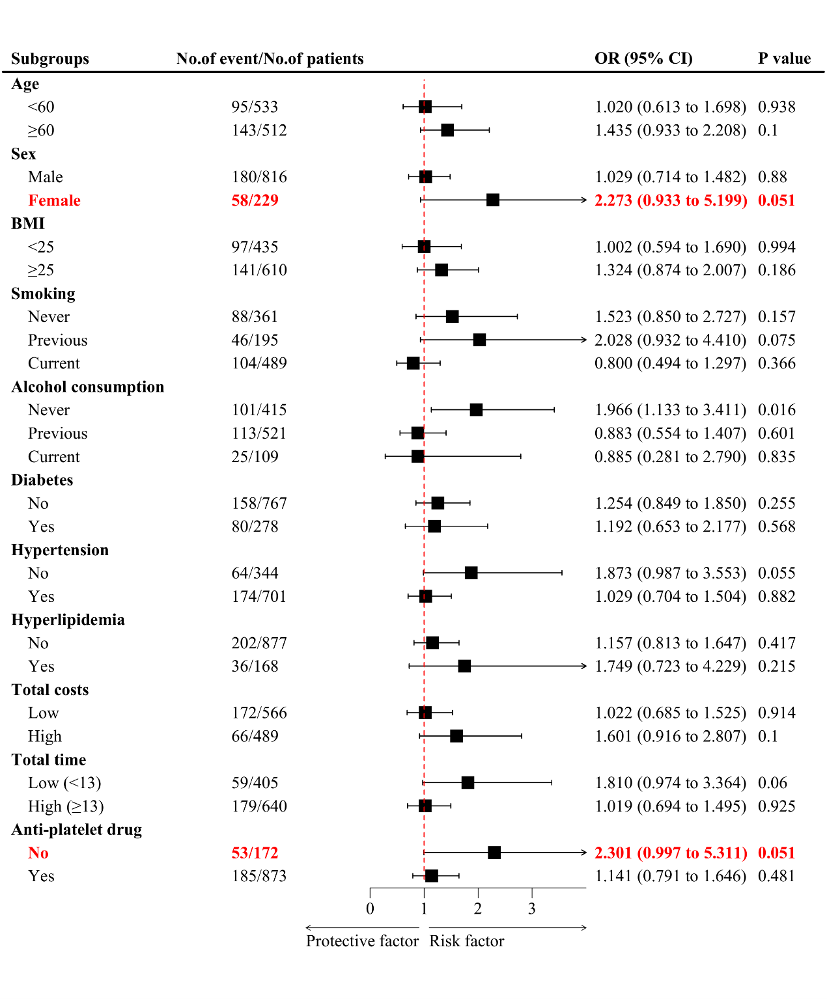 Subgroups No.of event/No.of patients OR (95% CI) P value
Age
<60 95/533 1.020 (0.613 to 1.698) 0.938
≥60 143/512 1.435 (0.933 to 2.208) 0.1
Sex
Male 180/816 1.029 (0.714 to 1.482) 0.88
Female 58/229 2.273 (0.933 to 5.199) 0.051
BMI
<25 97/435 1.002 (0.594 to 1.690) 0.994
≥25 141/610 1.324 (0.874 to 2.007) 0.186
Smoking
Never 88/361 1.523 (0.850 to 2.727) 0.157
Previous 46/195 2.028 (0.932 to 4.410) 0.075
Current 104/489 0.800 (0.494 to 1.297) 0.366
Alcohol consumption
Never 101/415 1.966 (1.133 to 3.411) 0.016
Previous 113/521 0.883 (0.554 to 1.407) 0.601
Current 25/109 0.885 (0.281 to 2.790) 0.835
Diabetes
No 158/767 1.254 (0.849 to 1.850) 0.255
Yes 80/278 1.192 (0.653 to 2.177) 0.568
Hypertension
No 64/344 1.873 (0.987 to 3.553) 0.055
Yes 174/701 1.029 (0.704 to 1.504) 0.882
Hyperlipidemia
No 202/877 1.157 (0.813 to 1.647) 0.417
Yes 36/168 1.749 (0.723 to 4.229) 0.215
Total costs
Low 172/566 1.022 (0.685 to 1.525) 0.914
High 66/489 1.601 (0.916 to 2.807) 0.1
Total time
Low (<13) 59/405 1.810 (0.974 to 3.364) 0.06
High (≥13) 179/640 1.019 (0.694 to 1.495) 0.925
Anti-platelet drug
No 53/172 2.301 (0.997 to 5.311) 0.051
Yes 185/873 1.141 (0.791 to 1.646) 0.481
0 1 2 3
Protective factor Risk factor